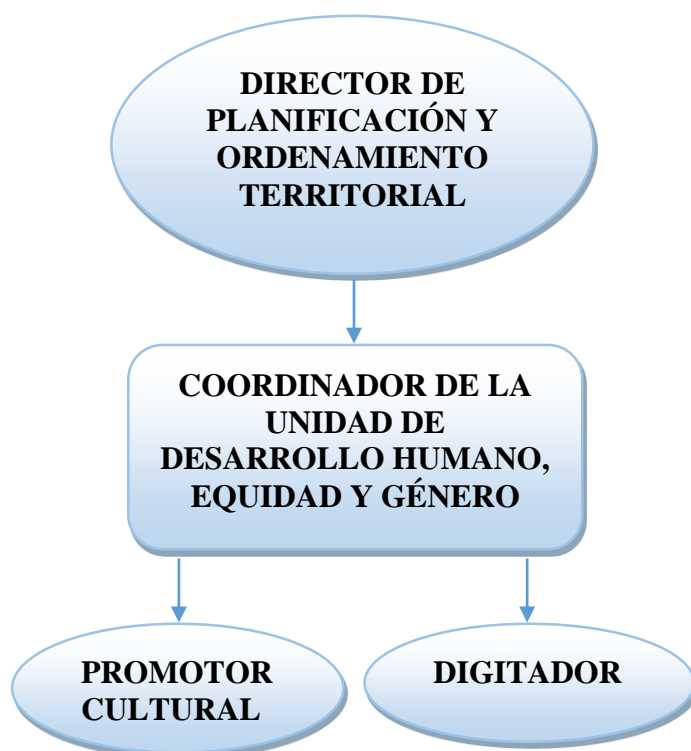 DIRECTOR DE
PLANIFICACIÓN Y
ORDENAMIENTO
TERRITORIAL
COORDINADOR DE LA
UNIDAD DE
DESARROLLO HUMANO,
EQUIDAD Y GÉNERO
PROMOTOR
CULTURAL
DIGITADOR